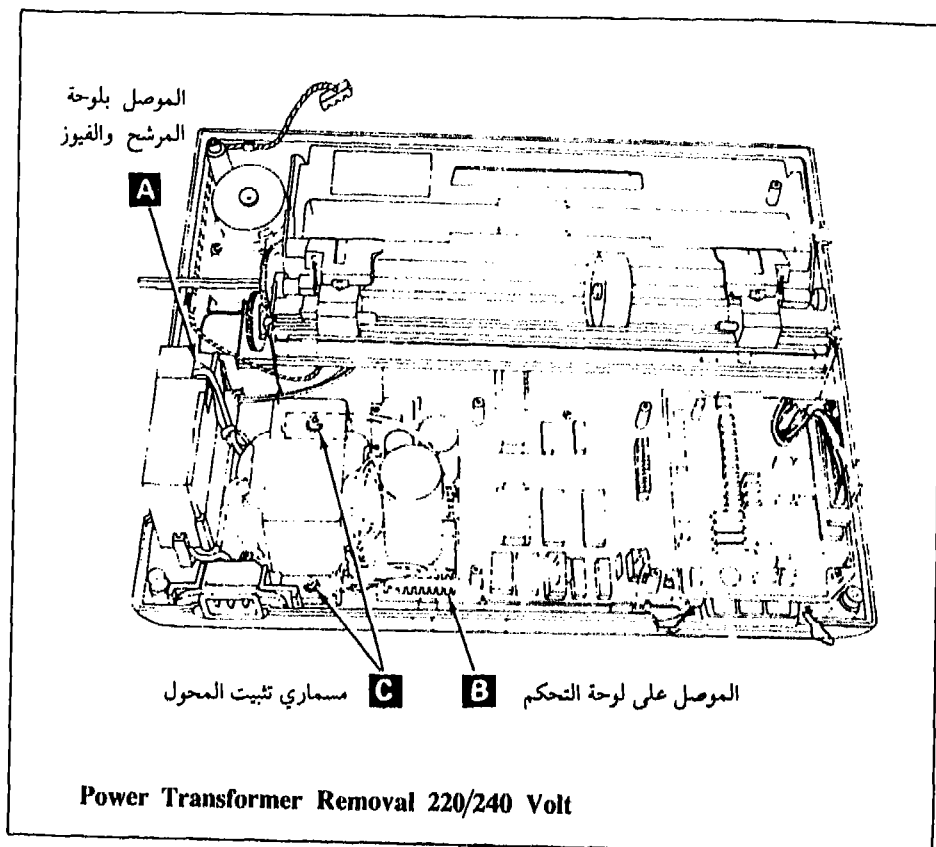 الموصل بلوحة
المرشح والفيوز
A
الموصل على لوحة التحكم B
C مسماري تثبيت المحول
Power Transformer Removal 220/240 Volt